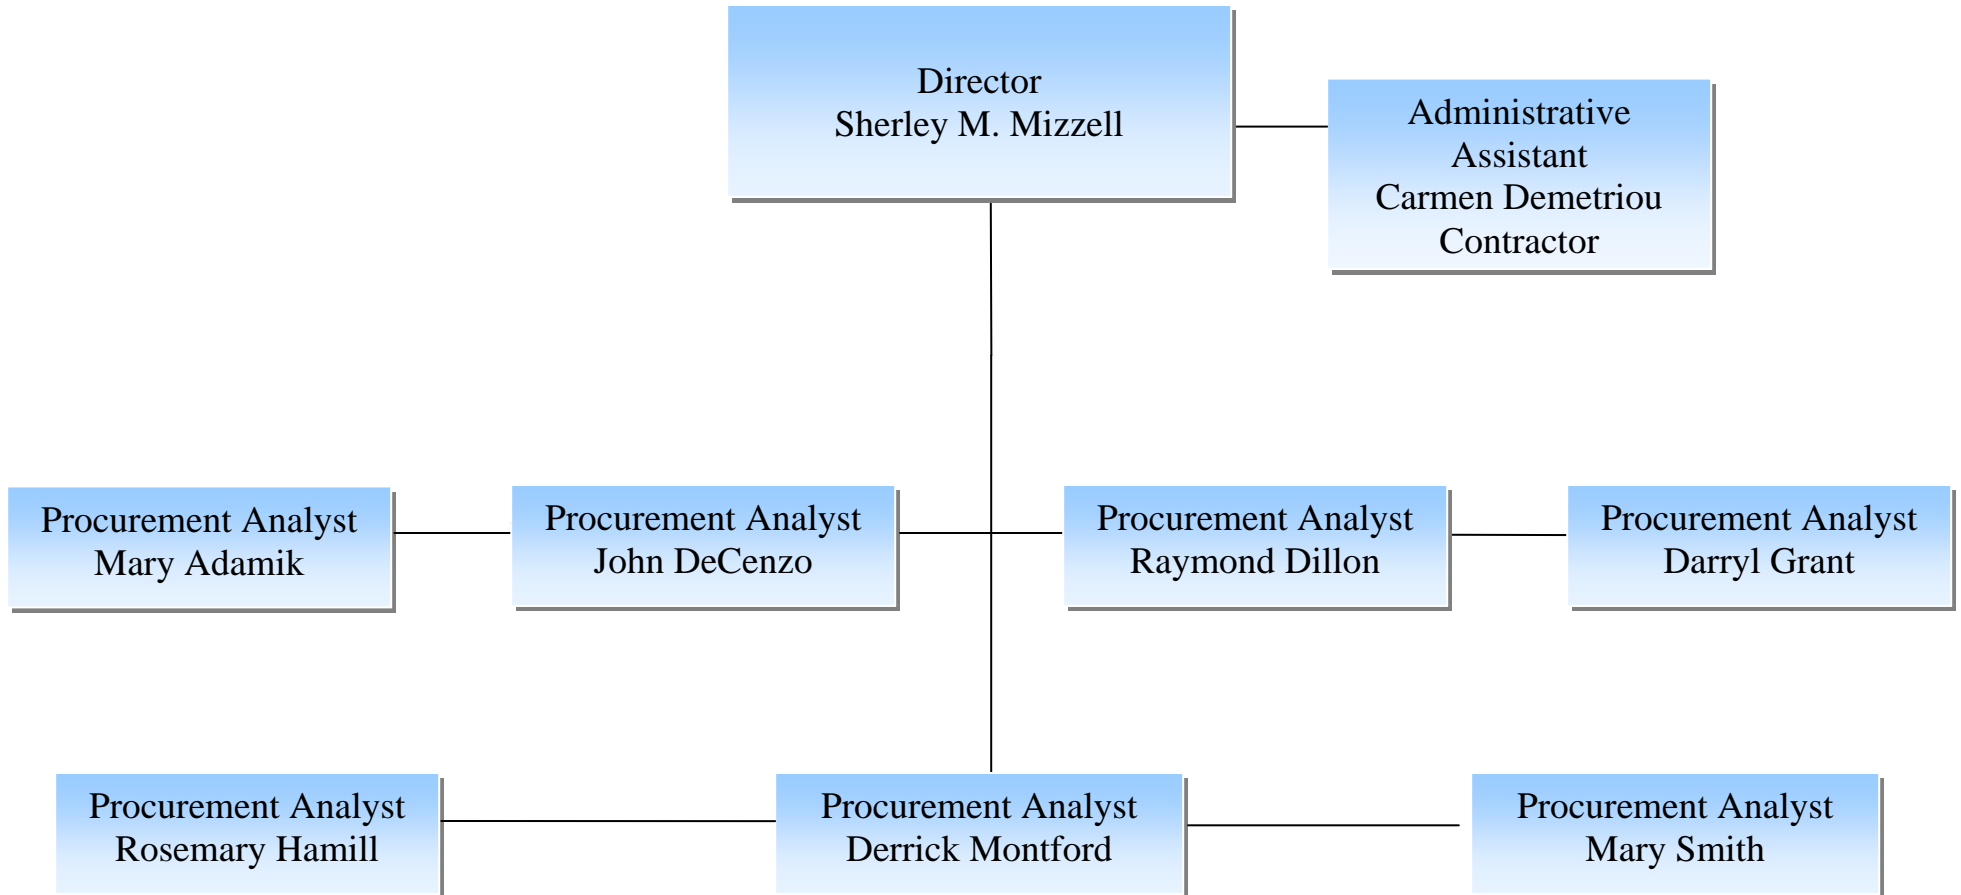 Director
Sherley M. Mizzell
Administrative
Assistant
Carmen Demetriou
Contractor
Procurement Analyst
Mary Adamik
Procurement Analyst
John DeCenzo
Procurement Analyst
Raymond Dillon
Procurement Analyst
Darryl Grant
Procurement Analyst
Rosemary Hamill
Procurement Analyst
Derrick Montford
Procurement Analyst
Mary Smith